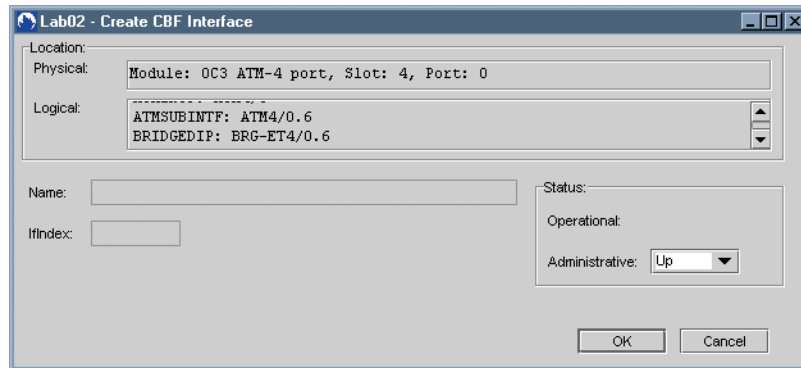 Lab02 - Create CBF Interface
Location:
Physical: Module: OC3 ATM-4 port, Slot: 4, Port: 0
Logical:
ATMSUBINTF: ATM4/0.6
BRIDGEDIP: BRG-ET4/0.6
Name:
IfIndex:
Status:
Operational:
Administrative: Up
OK Cancel